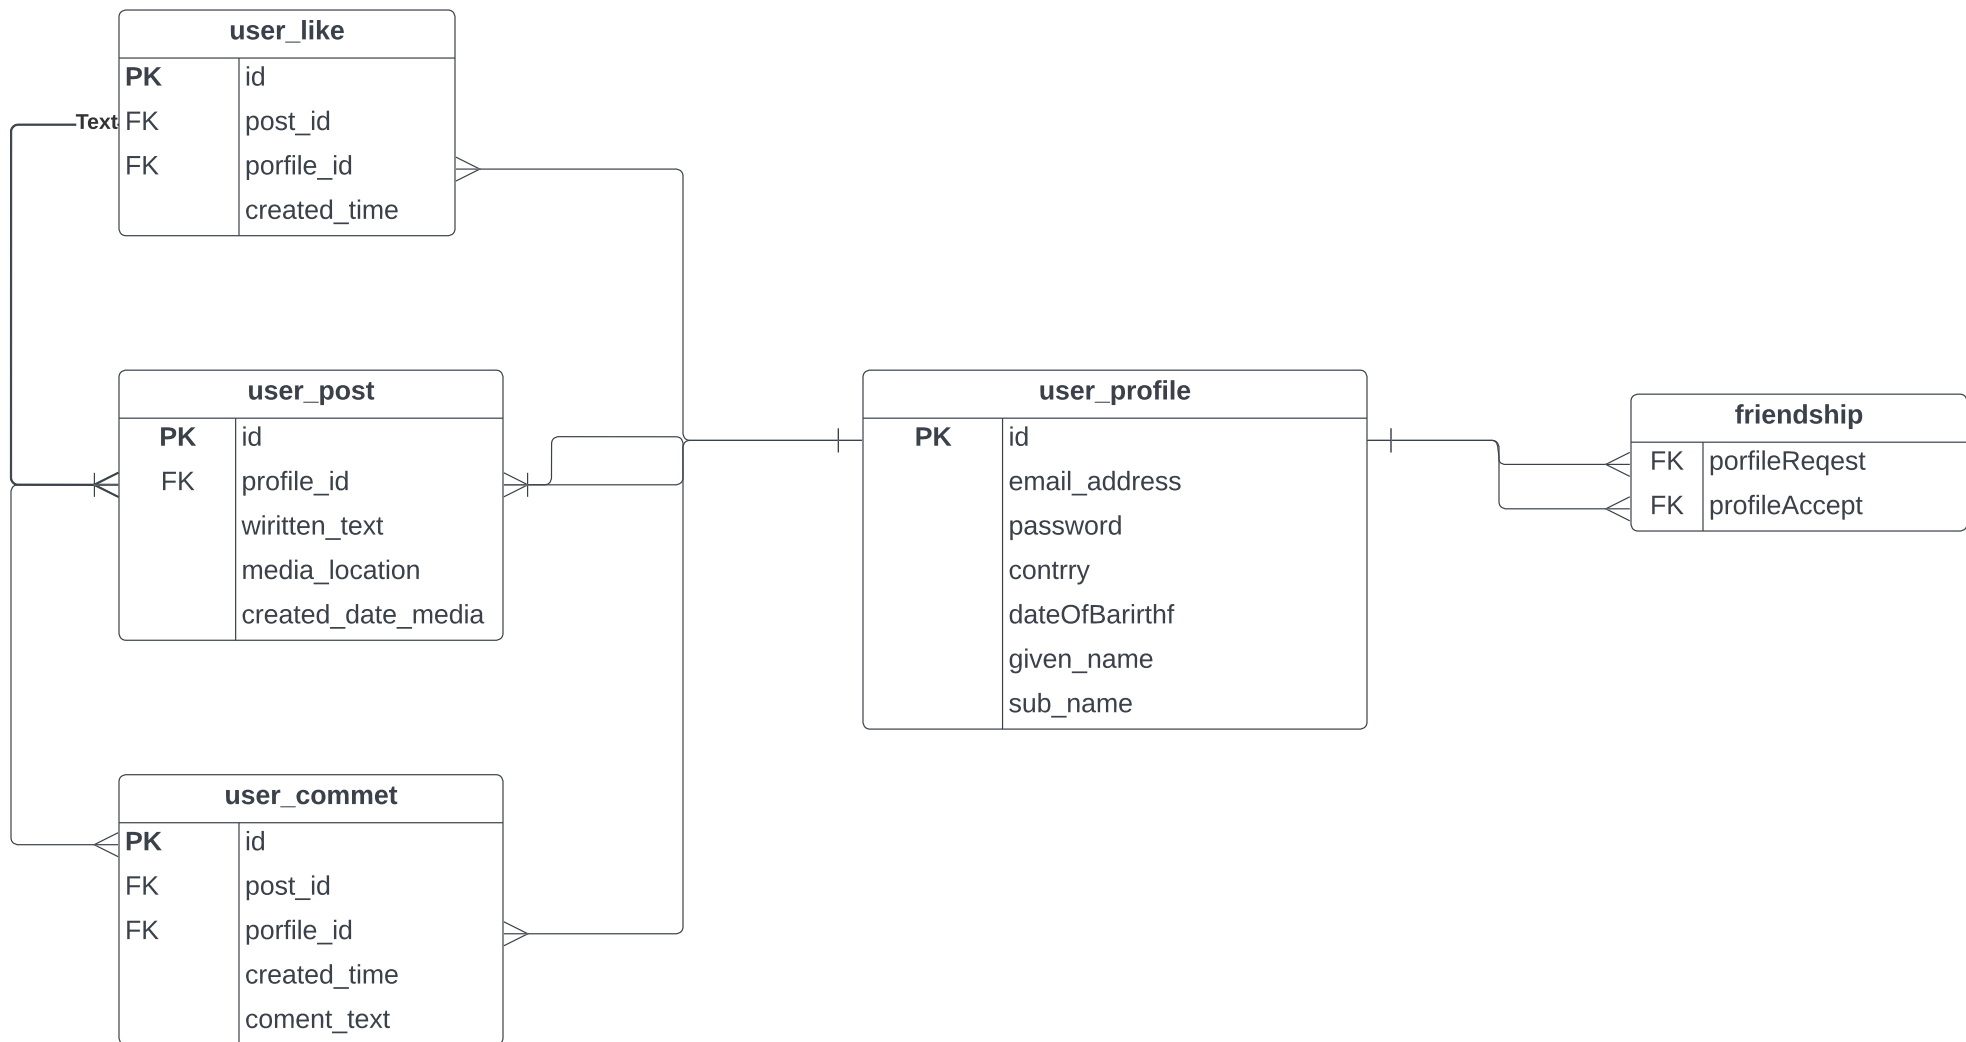 user_like
PK id
Text FK post_id
FK porfile_id
created_time
user_post
PK id
FK profile_id
wiritten_text
media_location
created_date_media
user_commet
PK id
FK post_id
FK porfile_id
created_time
coment_text
user_profile
PK id
email_address
password
contrry
dateOfBarirthf
given_name
sub_name
friendship
FK porfileReqest
FK profileAccept